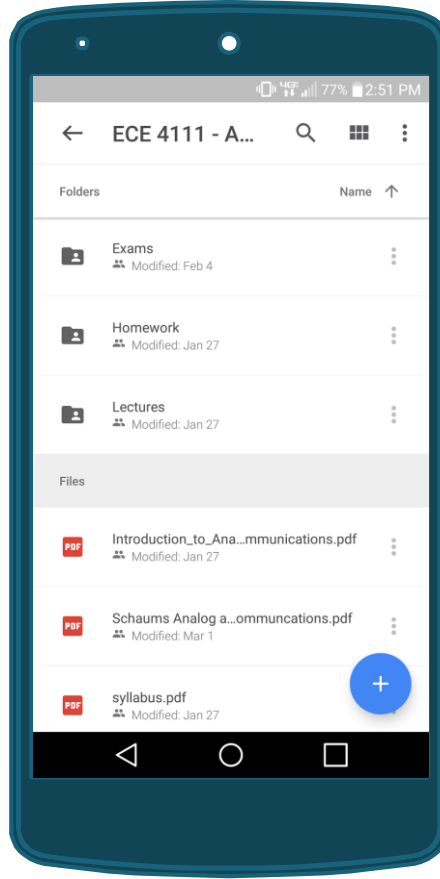 4GE 77% 2:51 PM
ECE 4111 - A...
Folders Name
Exams
Modified: Feb 4
Homework
Modified: Jan 27
Lectures
Modified: Jan 27
Files
PDF Introduction_to_Ana...mmunications.pdf
Modified: Jan 27
PDF Schaums Analog a...ommuncations.pdf
Modified: Mar 1
PDF syllabus.pdf
Modified: Jan 27